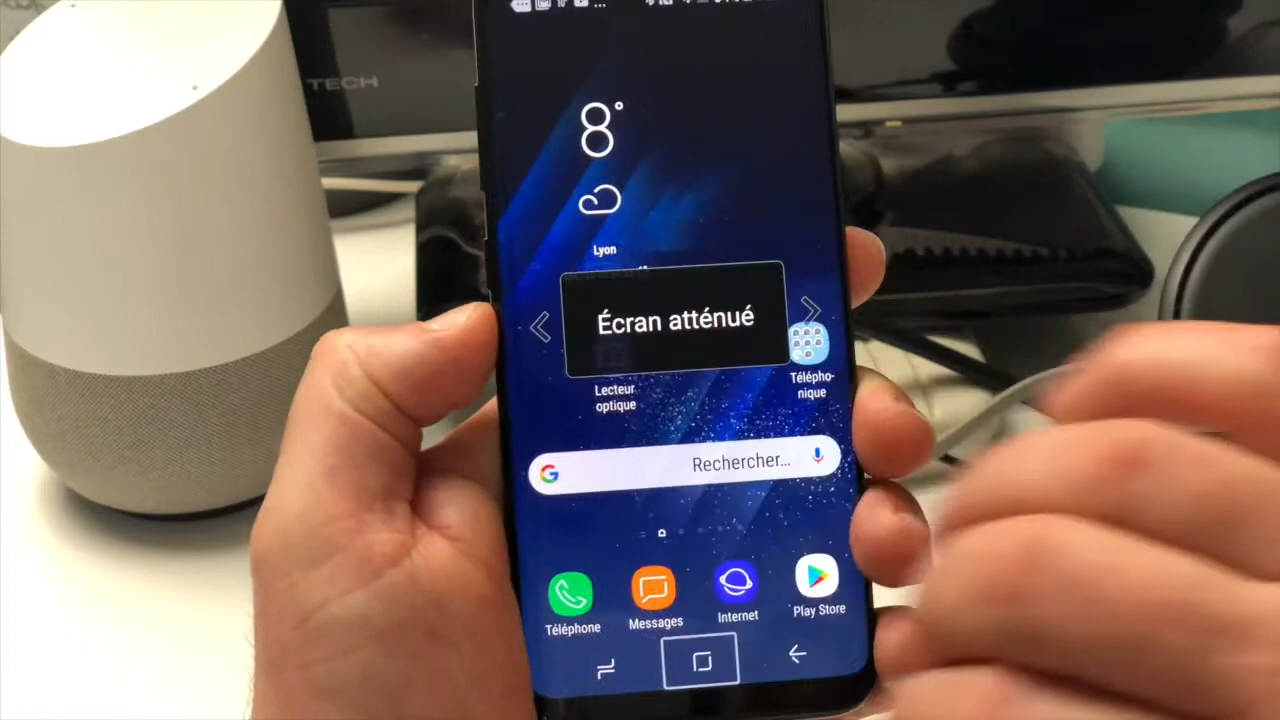 TECH
8°
Lyon
Écran atténué
Lecteur
optique
Télépho-
nique
G
Rechercher...
Téléphone
Messages
Internet
Play Store